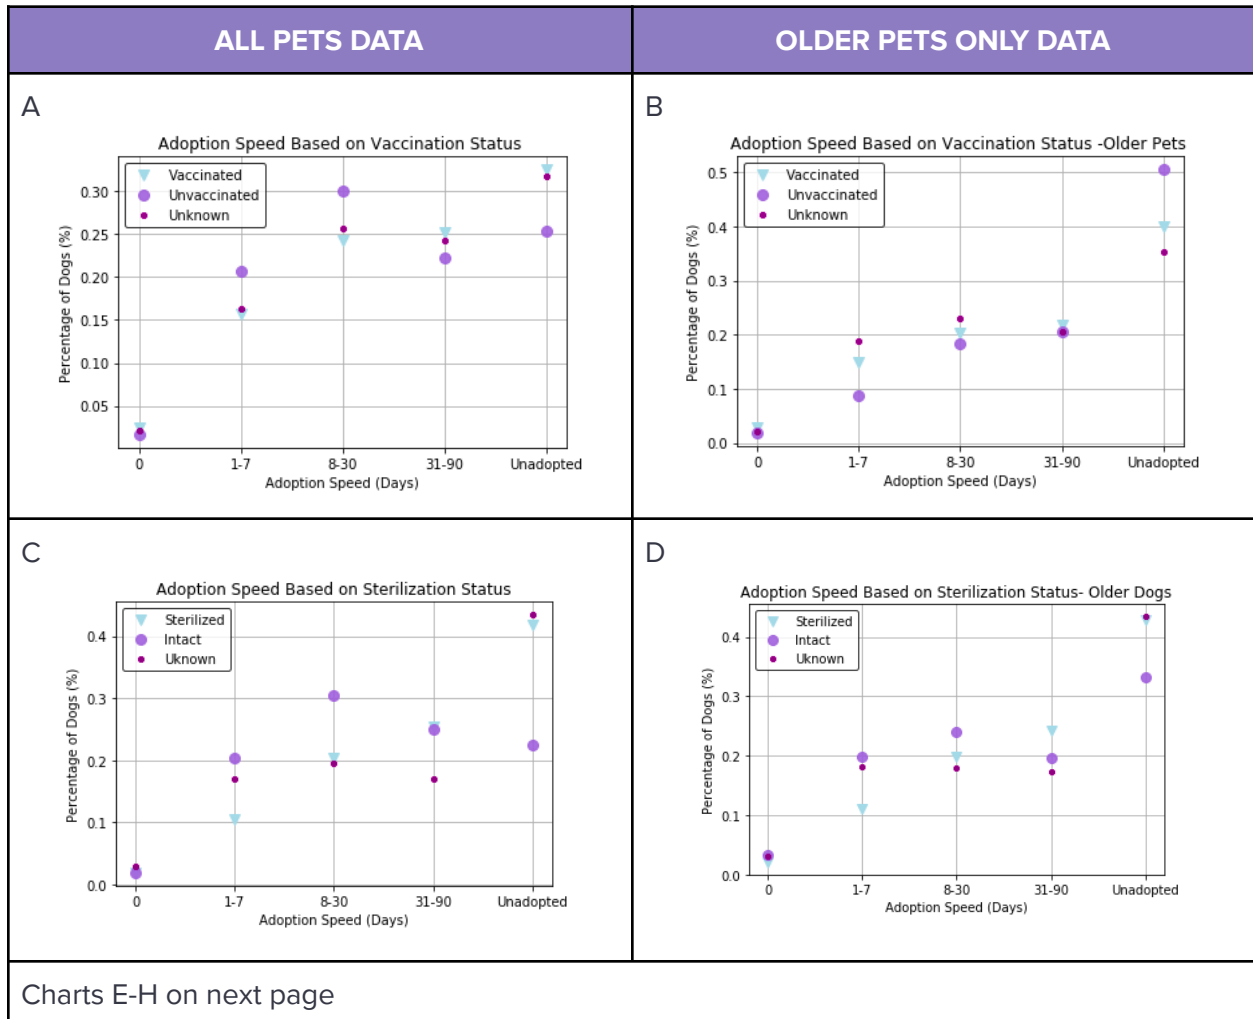 ALL PETS DATA
OLDER PETS ONLY DATA
A
Adoption Speed Based on Vaccination Status
Vaccinated
Unvaccinated
Unknown
Percentage of Dogs (%)
0.30
0.25
0.20
0.15
0.10
0.05
0 1-7 8-30 31-90 Unadopted
Adoption Speed (Days)
B
Adoption Speed Based on Vaccination Status -Older Pets
Vaccinated
Unvaccinated
Unknown
Percentage of Dogs (%)
0.5
0.4
0.3
0.2
0.1
0.0
0 1-7 8-30 31-90 Unadopted
Adoption Speed (Days)
C
Adoption Speed Based on Sterilization Status
Sterilized
Intact
Uknown
Percentage of Dogs (%)
0.4
0.3
0.2
0.1
0.0
0 1-7 8-30 31-90 Unadopted
Adoption Speed (Days)
D
Adoption Speed Based on Sterilization Status- Older Dogs
Sterilized
Intact
Uknown
Percentage of Dogs (%)
0.4
0.3
0.2
0.1
0.0
0 1-7 8-30 31-90 Unadopted
Adoption Speed (Days)
Charts E-H on next page